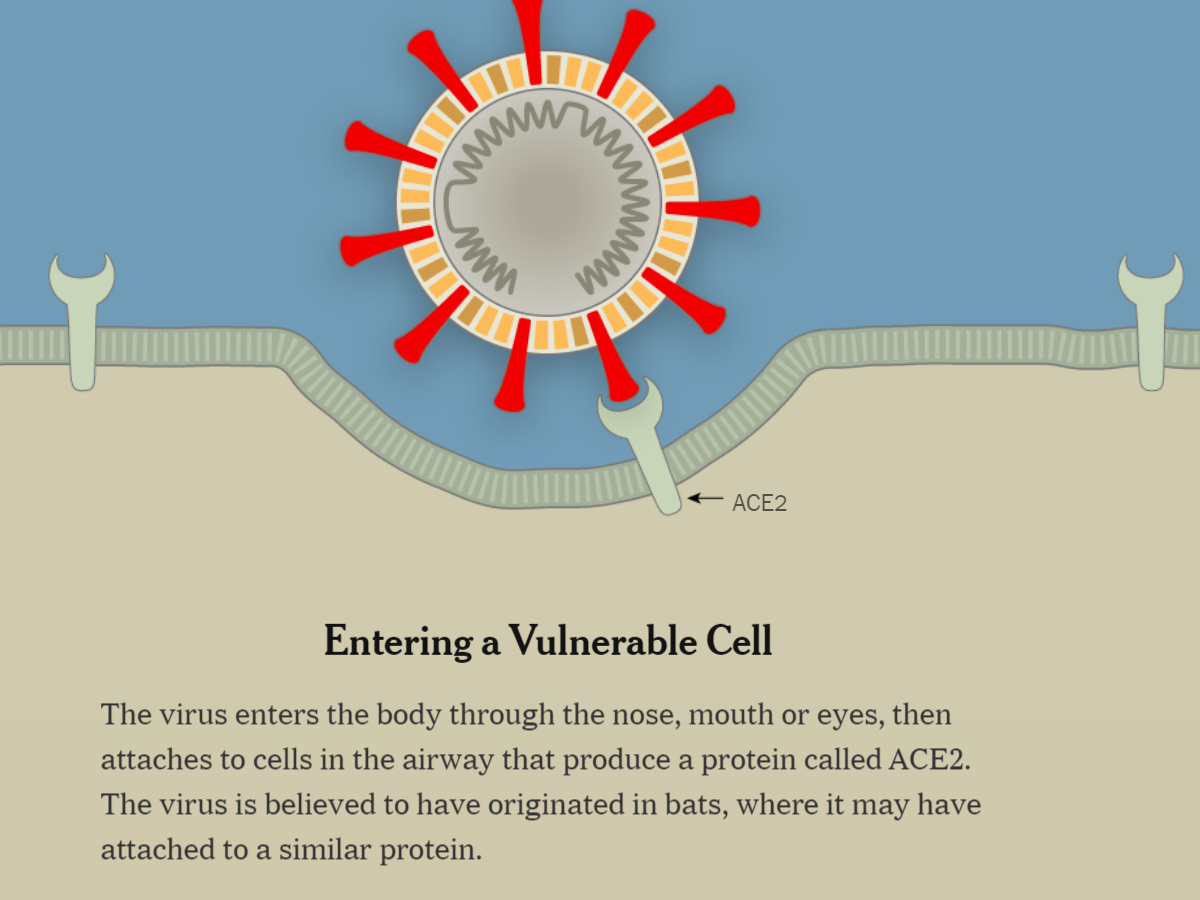 ACE2
Entering a Vulnerable Cell
The virus enters the body through the nose, mouth or eyes, then
attaches to cells in the airway that produce a protein called ACE2.
The virus is believed to have originated in bats, where it may have
attached to a similar protein.